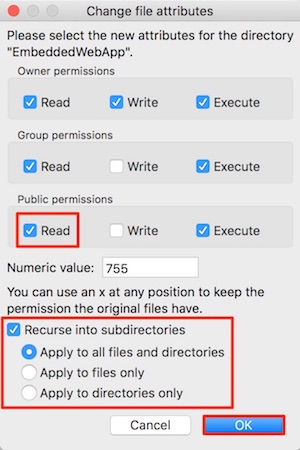 Change file attributes
Please select the new attributes for the directory
"EmbeddedWebApp".
Owner permissions
Read Write Execute
Group permissions
Read Write Execute
Public permissions
Read Write Execute
Numeric value: 755
You can use an x at any position to keep the
permission the original files have.
Recurse into subdirectories
Apply to all files and directories
Apply to files only
Apply to directories only
Cancel OK